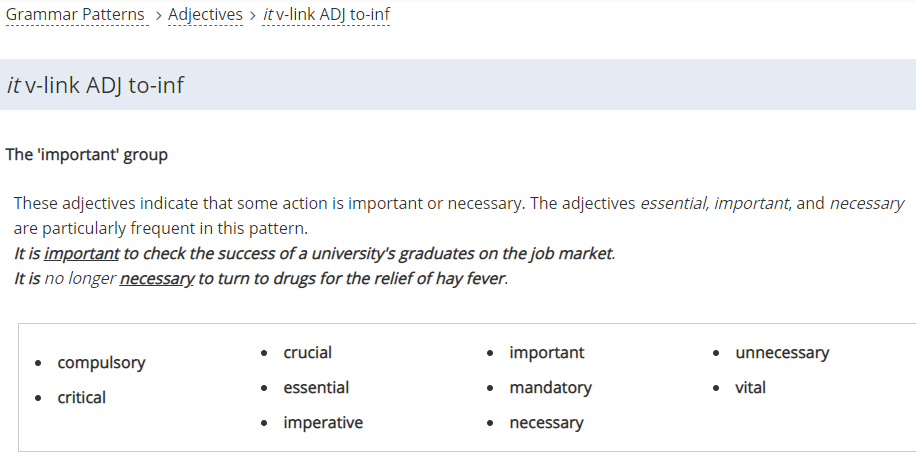 Grammar Patterns > Adjectives > it v-link ADJ to-inf
it v-link ADJ to-inf
The 'important' group
These adjectives indicate that some action is important or necessary. The adjectives essential, important, and necessary
are particularly frequent in this pattern.
It is important to check the success of a university's graduates on the job market.
It is no longer necessary to turn to drugs for the relief of hay fever.
• compulsory
• critical
• crucial
• essential
• imperative
• important
• mandatory
• necessary
• unnecessary
• vital